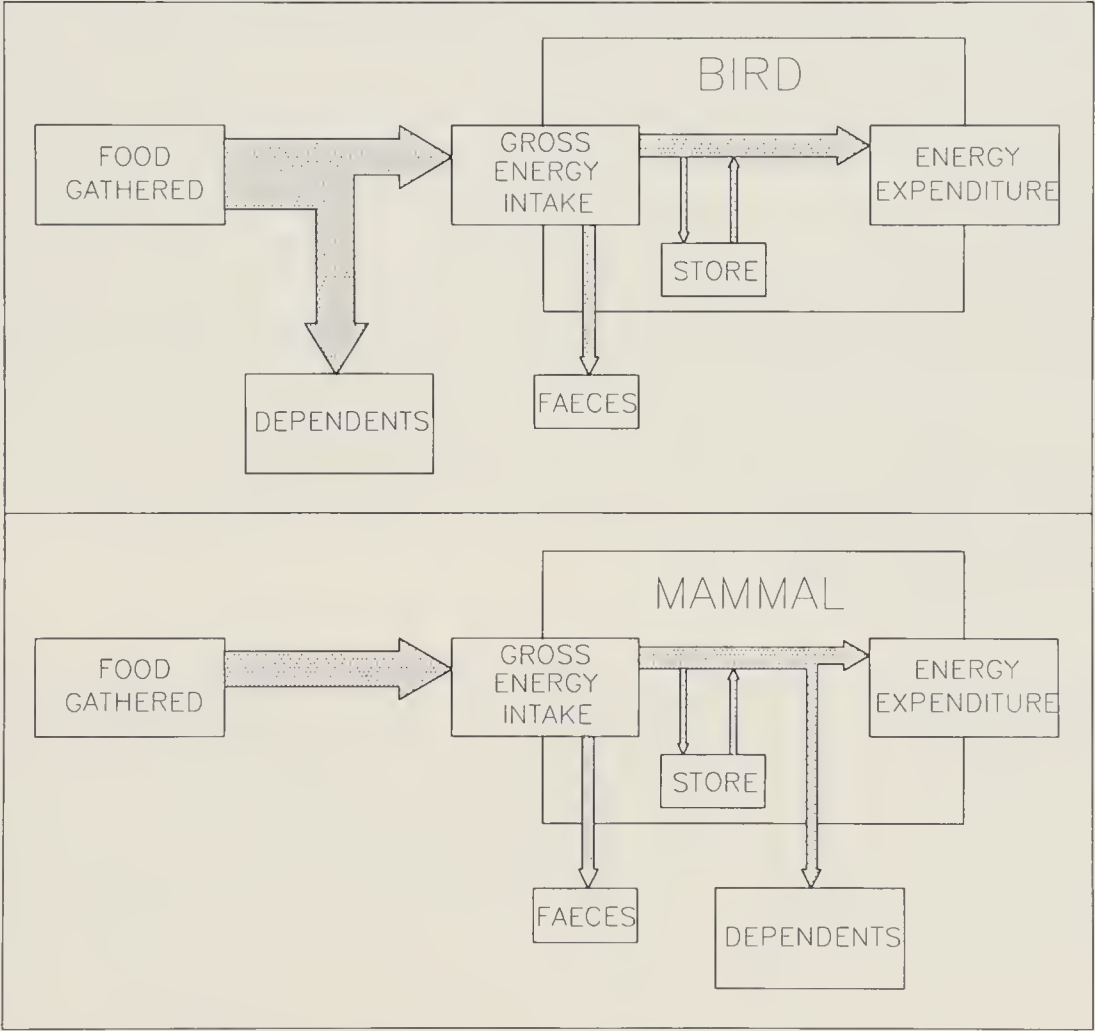 BIRD
FOOD
GATHERED
GROSS
ENERGY
INTAKE
ENERGY
EXPENDITURE
STORE
DEPENDENTS
FAECES
MAMMAL
FOOD
GATHERED
GROSS
ENERGY
INTAKE
ENERGY
EXPENDITURE
STORE
FAECES
DEPENDENTS